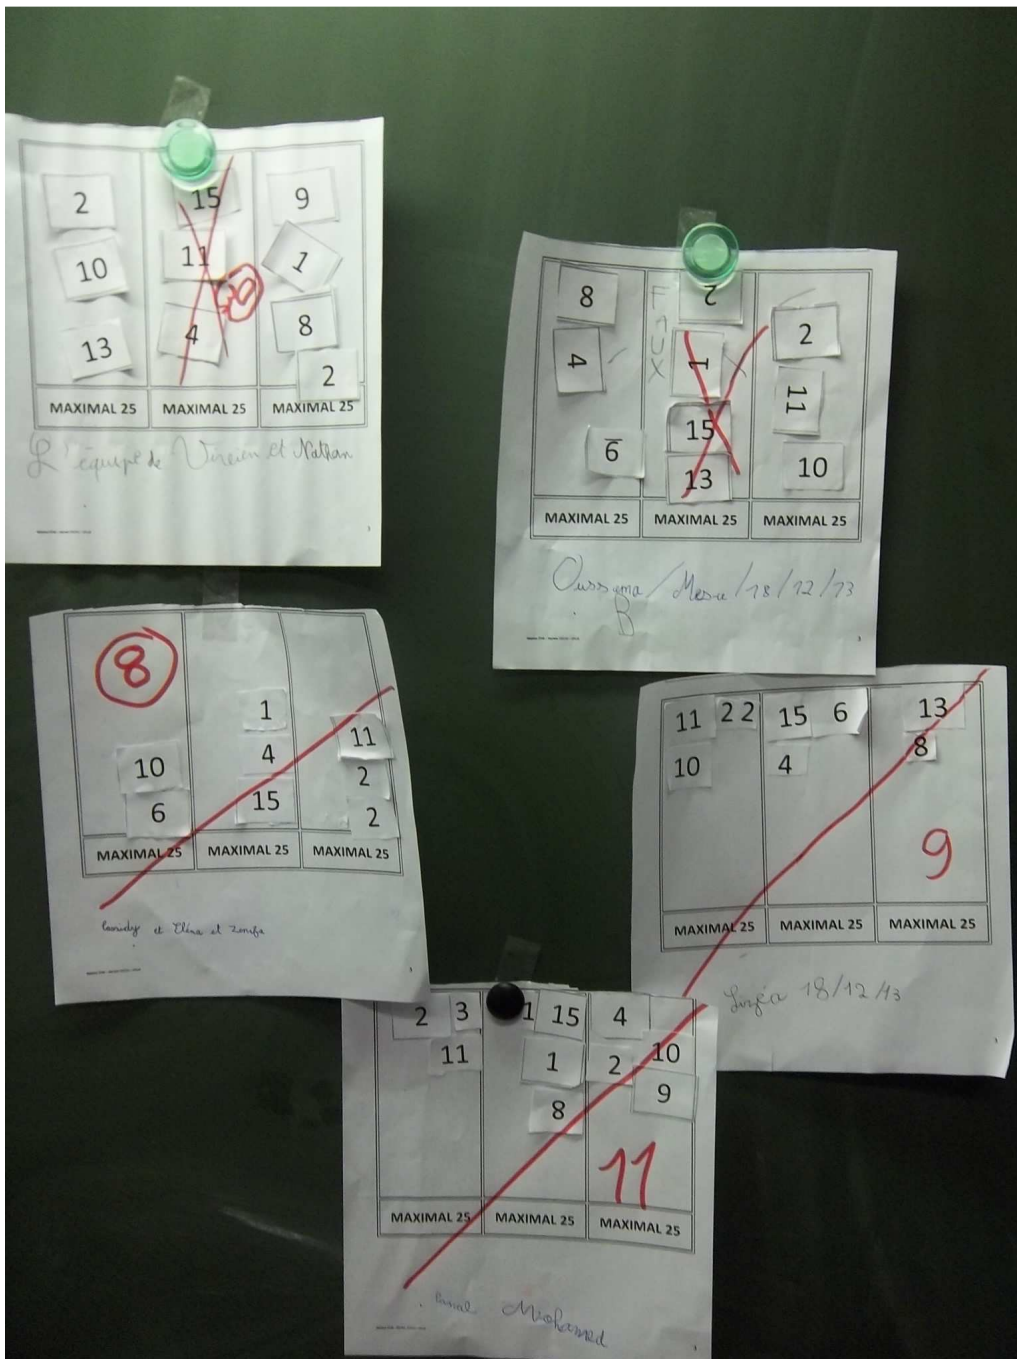 2 15 9
10 11 1
13 4 8
2
MAXIMAL 25 MAXIMAL 25 MAXIMAL 25
L'équipe de et Nathan
8 FAUX 2
4 1 2
15 11
6 13 10
MAXIMAL 25 MAXIMAL 25 MAXIMAL 25
Oussama / / 18/12/13
B
8
1
10 4 11
6 15 2
2
MAXIMAL 25 MAXIMAL 25 MAXIMAL 25
et Eléna et
11 2 2 15 6 13
10 4 8
9
MAXIMAL 25 MAXIMAL 25 MAXIMAL 25
18/12/13
2 3 1 15 4
11 1 2 10
8 9
11
MAXIMAL 25 MAXIMAL 25 MAXIMAL 25
Mohamed